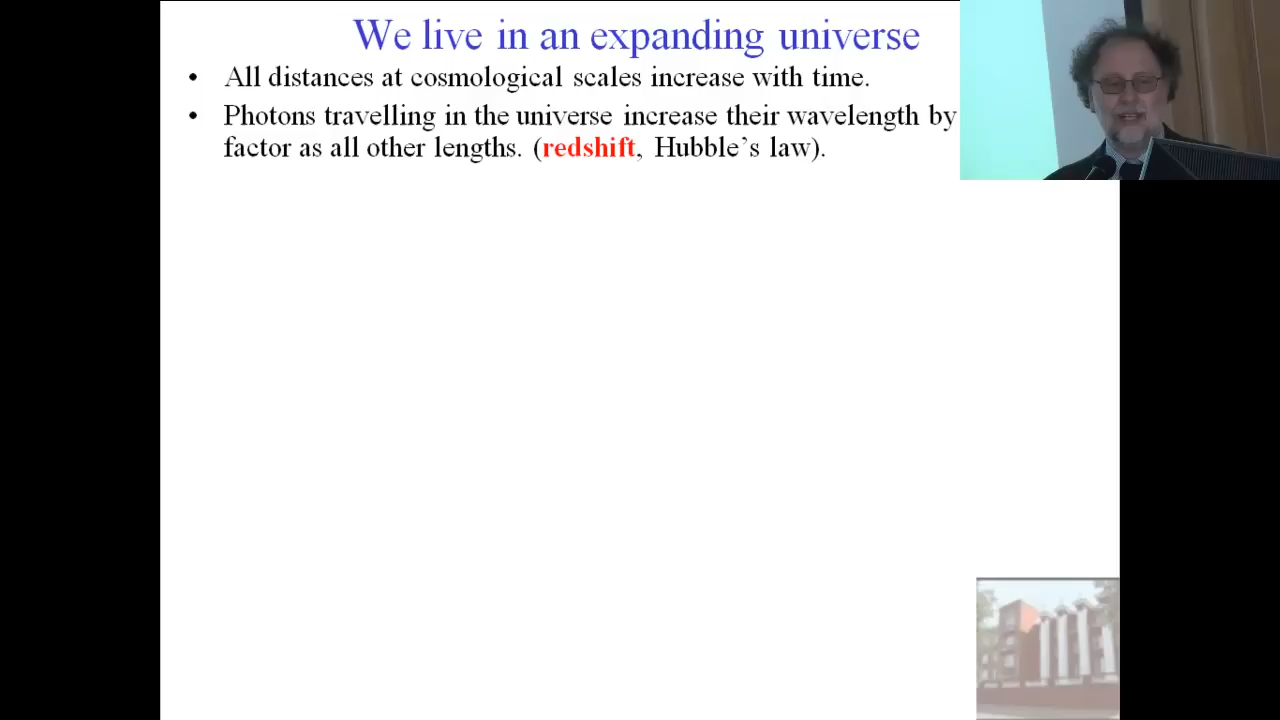 We live in an expanding universe
• All distances at cosmological scales increase with time.
• Photons travelling in the universe increase their wavelength by
factor as all other lengths. (redshift, Hubble's law).